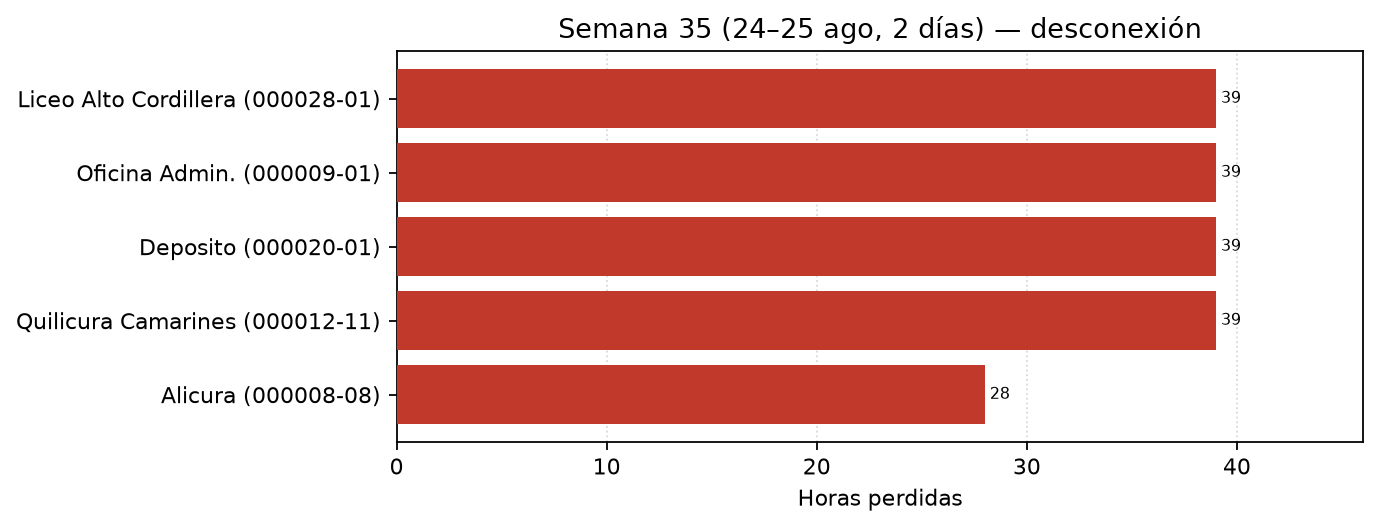 Semana 35 (24–25 ago, 2 días) — desconexión
Liceo Alto Cordillera (000028-01) 39
Oficina Admin. (000009-01) 39
Deposito (000020-01) 39
Quilicura Camarines (000012-11) 39
Alicura (000008-08) 28
0 10 20 30 40
Horas perdidas